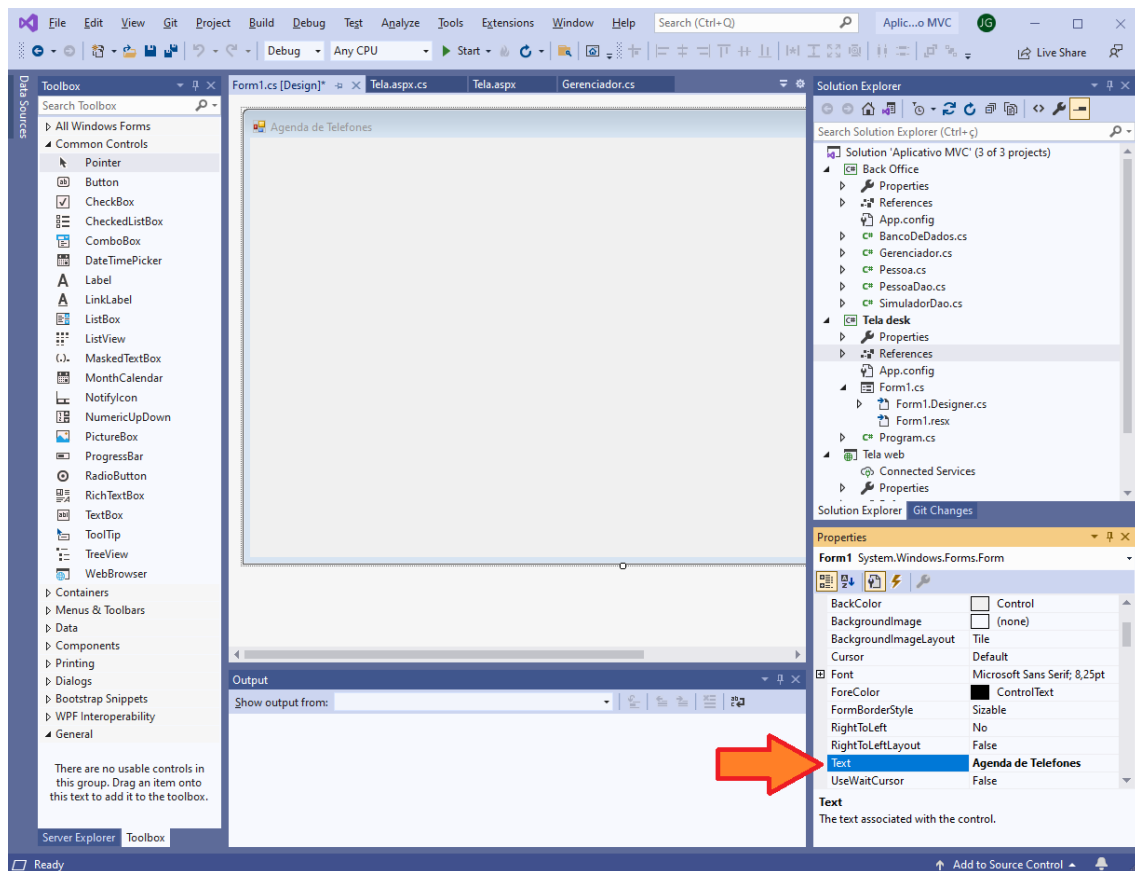 File Edit View Git Project Build Debug Test Analyze Tools Extensions Window Help Search (Ctrl+Q) Aplic...o MVC JG
Debug Any CPU Start Live Share
Data Sources
Toolbox
Search Toolbox
All Windows Forms
Common Controls
Pointer
Button
CheckBox
CheckedListBox
ComboBox
DateTimePicker
Label
LinkLabel
ListBox
ListView
MaskedTextBox
MonthCalendar
NotifyIcon
NumericUpDown
PictureBox
ProgressBar
RadioButton
RichTextBox
TextBox
ToolTip
TreeView
WebBrowser
Containers
Menus & Toolbars
Data
Components
Printing
Dialogs
Bootstrap Snippets
WPF Interoperability
General
There are no usable controls in
this group. Drag an item onto
this text to add it to the toolbox.
Server Explorer Toolbox
Form1.cs [Design]* Tela.aspx.cs Tela.aspx Gerenciador.cs
Agenda de Telefones
Output
Show output from:
Solution Explorer
Search Solution Explorer (Ctrl+ç)
Solution 'Aplicativo MVC' (3 of 3 projects)
Back Office
Properties
References
App.config
BancoDeDados.cs
Gerenciador.cs
Pessoa.cs
PessoaDao.cs
SimuladorDao.cs
Tela desk
Properties
References
App.config
Form1.cs
Form1.Designer.cs
Form1.resx
Program.cs
Tela web
Connected Services
Properties
Solution Explorer Git Changes
Properties
Form1 System.Windows.Forms.Form
BackColor Control
BackgroundImage (none)
BackgroundImageLayout Tile
Cursor Default
Font Microsoft Sans Serif; 8,25pt
ForeColor ControlText
FormBorderStyle Sizable
RightToLeft No
RightToLeftLayout False
Text Agenda de Telefones
UseWaitCursor False
Text
The text associated with the control.
Ready Add to Source Control